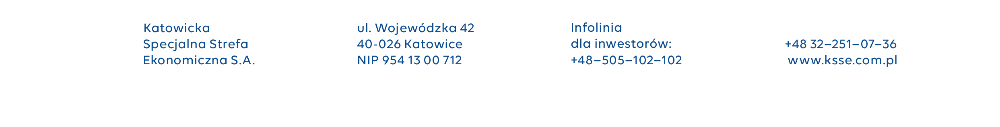 Katowicka
Specjalna Strefa
Ekonomiczna S.A.
ul. Wojewódzka 42
40-026 Katowice
NIP 954 13 00 712
Infolinia
dla inwestorów:
+48–505–102–102
+48 32–251–07–36
www.ksse.com.pl